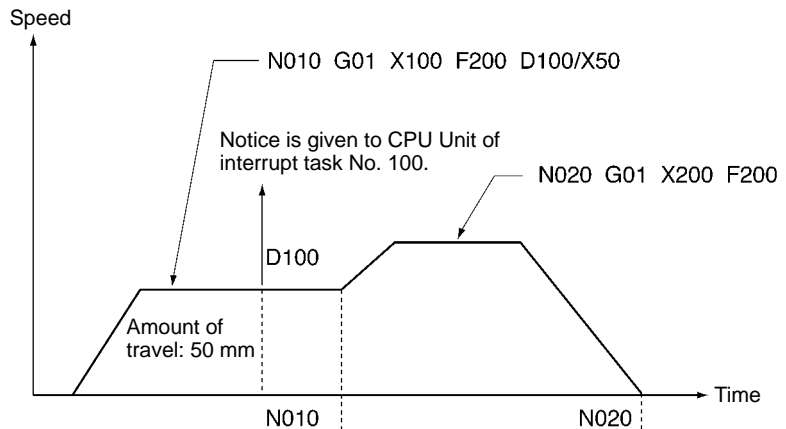 Speed
N010 G01 X100 F200 D100/X50
Notice is given to CPU Unit of
interrupt task No. 100.
N020 G01 X200 F200
D100
Amount of
travel: 50 mm
Time
N010
N020